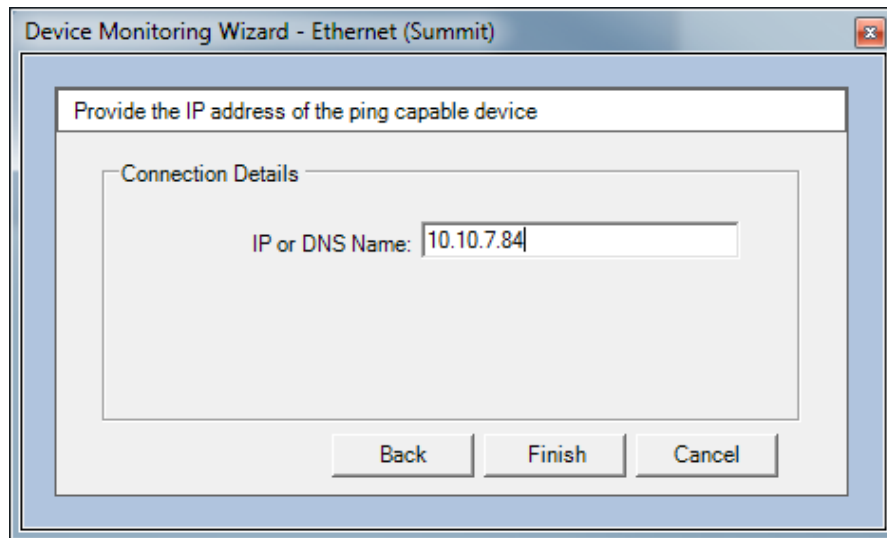 Device Monitoring Wizard - Ethernet (Summit)
Provide the IP address of the ping capable device
Connection Details
IP or DNS Name: 10.10.7.84
Back Finish Cancel